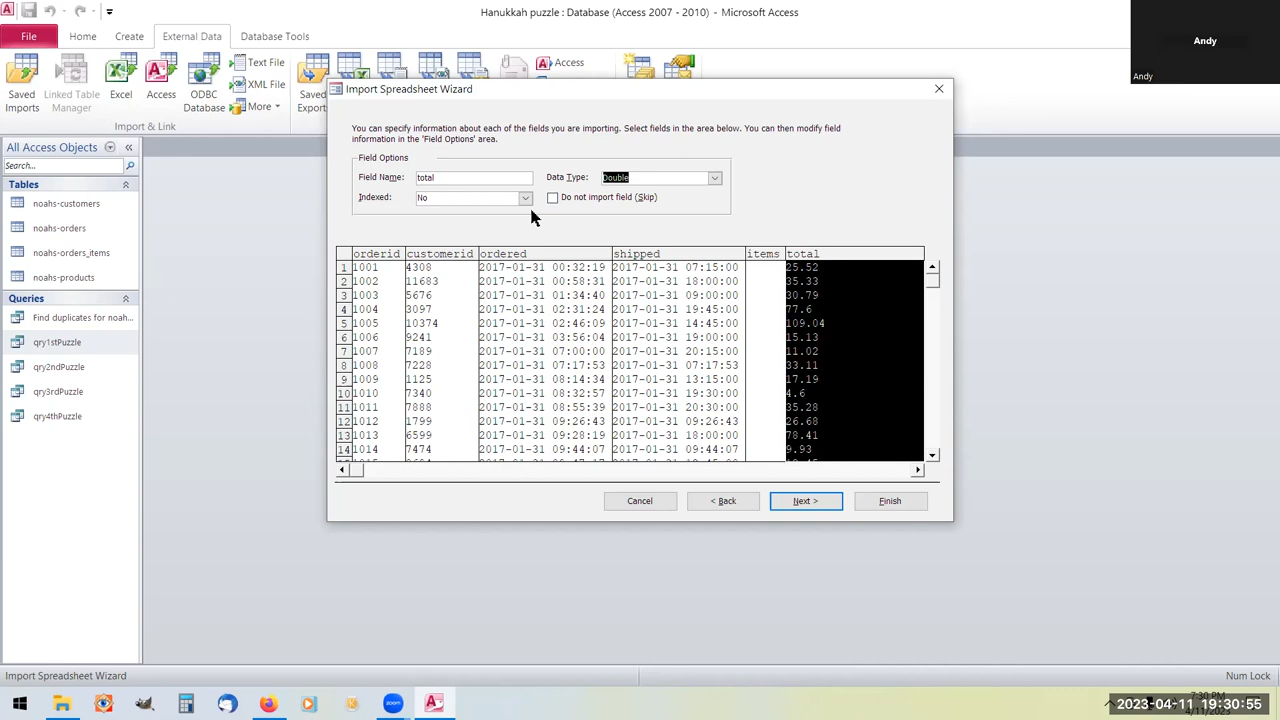 Hanukkah puzzle : Database (Access 2007 - 2010) - Microsoft Access
File Home Create External Data Database Tools
Saved Imports
Linked Table Manager
Excel
Access
ODBC Database
Text File
XML File
More
Saved Exports
Access
Import & Link
Andy
Andy
All Access Objects
Search...
Tables
noahs-customers
noahs-orders
noahs-orders_items
noahs-products
Queries
Find duplicates for noah...
qry1stPuzzle
qry2ndPuzzle
qry3rdPuzzle
qry4thPuzzle
Import Spreadsheet Wizard
You can specify information about each of the fields you are importing. Select fields in the area below. You can then modify field
information in the 'Field Options' area.
Field Options
Field Name: total Data Type: Double
Indexed: No Do not import field (Skip)
orderid customerid ordered shipped items total
1 1001 4308 2017-01-31 00:32:19 2017-01-31 07:15:00 25.52
2 1002 11683 2017-01-31 00:58:31 2017-01-31 18:00:00 35.33
3 1003 5676 2017-01-31 01:34:40 2017-01-31 09:00:00 30.79
4 1004 3097 2017-01-31 02:31:24 2017-01-31 19:45:00 77.6
5 1005 10374 2017-01-31 02:46:09 2017-01-31 14:45:00 109.04
6 1006 9241 2017-01-31 03:56:04 2017-01-31 19:00:00 15.13
7 1007 7189 2017-01-31 07:00:00 2017-01-31 20:15:00 11.02
8 1008 7228 2017-01-31 07:17:53 2017-01-31 07:17:53 33.11
9 1009 1125 2017-01-31 08:14:34 2017-01-31 13:15:00 17.19
10 1010 7340 2017-01-31 08:32:57 2017-01-31 19:30:00 4.6
11 1011 7888 2017-01-31 08:55:39 2017-01-31 20:30:00 35.28
12 1012 1799 2017-01-31 09:26:43 2017-01-31 09:26:43 26.68
13 1013 6599 2017-01-31 09:28:19 2017-01-31 18:00:00 78.41
14 1014 7474 2017-01-31 09:44:07 2017-01-31 09:44:07 9.93
Cancel < Back Next > Finish
Import Spreadsheet Wizard
Num Lock
zoom
7:30 PM
4/11/2023
2023-04-11 19:30:55